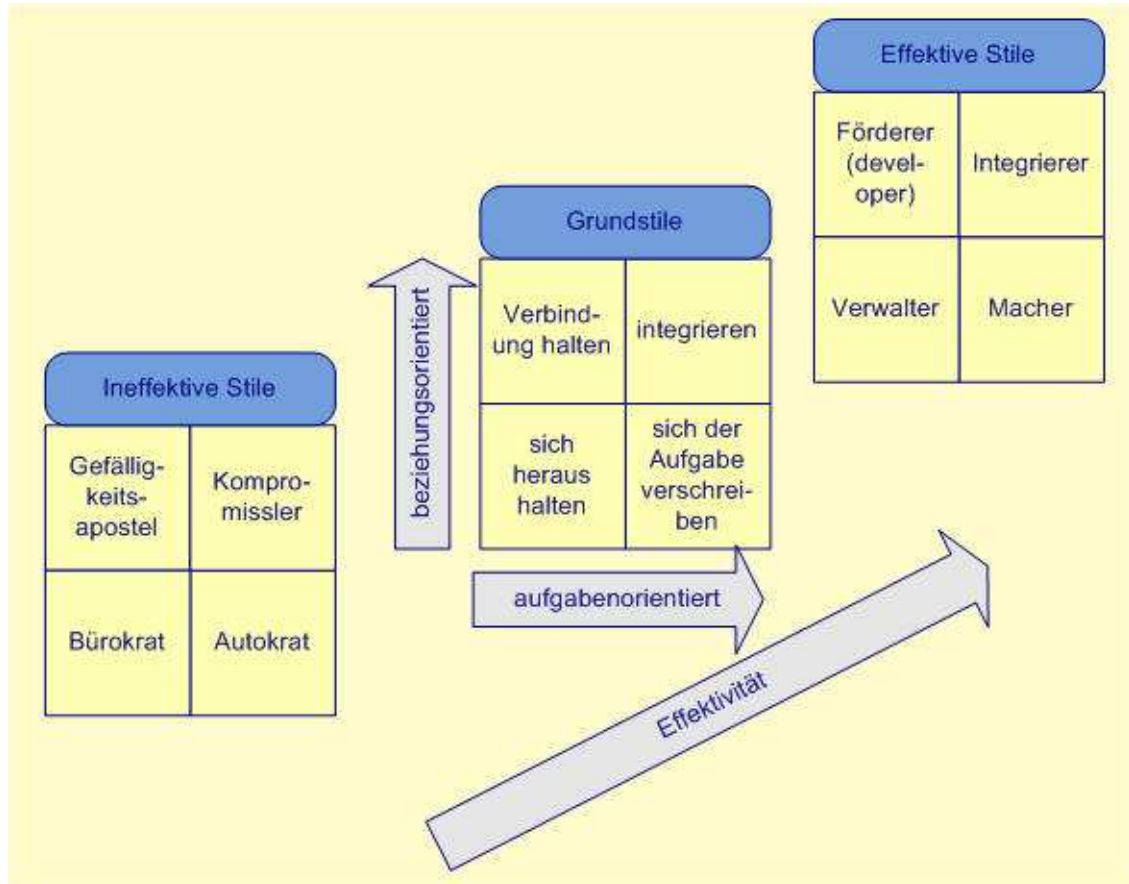 Effektive Stile
Förderer
(devel-
oper)
Integrierer
Verwalter
Macher
Grundstile
Verbind-
ung halten
integrieren
sich
heraus
halten
sich der
Aufgabe
verschrei-
ben
beziehungsorientiert
aufgabenorientiert
Ineffektive Stile
Gefällig-
keits-
apostel
Kompro-
missler
Bürokrat
Autokrat
Effektivität